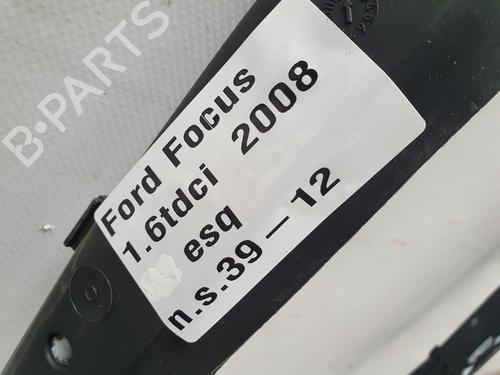 B-PARTS
Ford Focus
1.6tdci 2008
esq
n.s.39-12